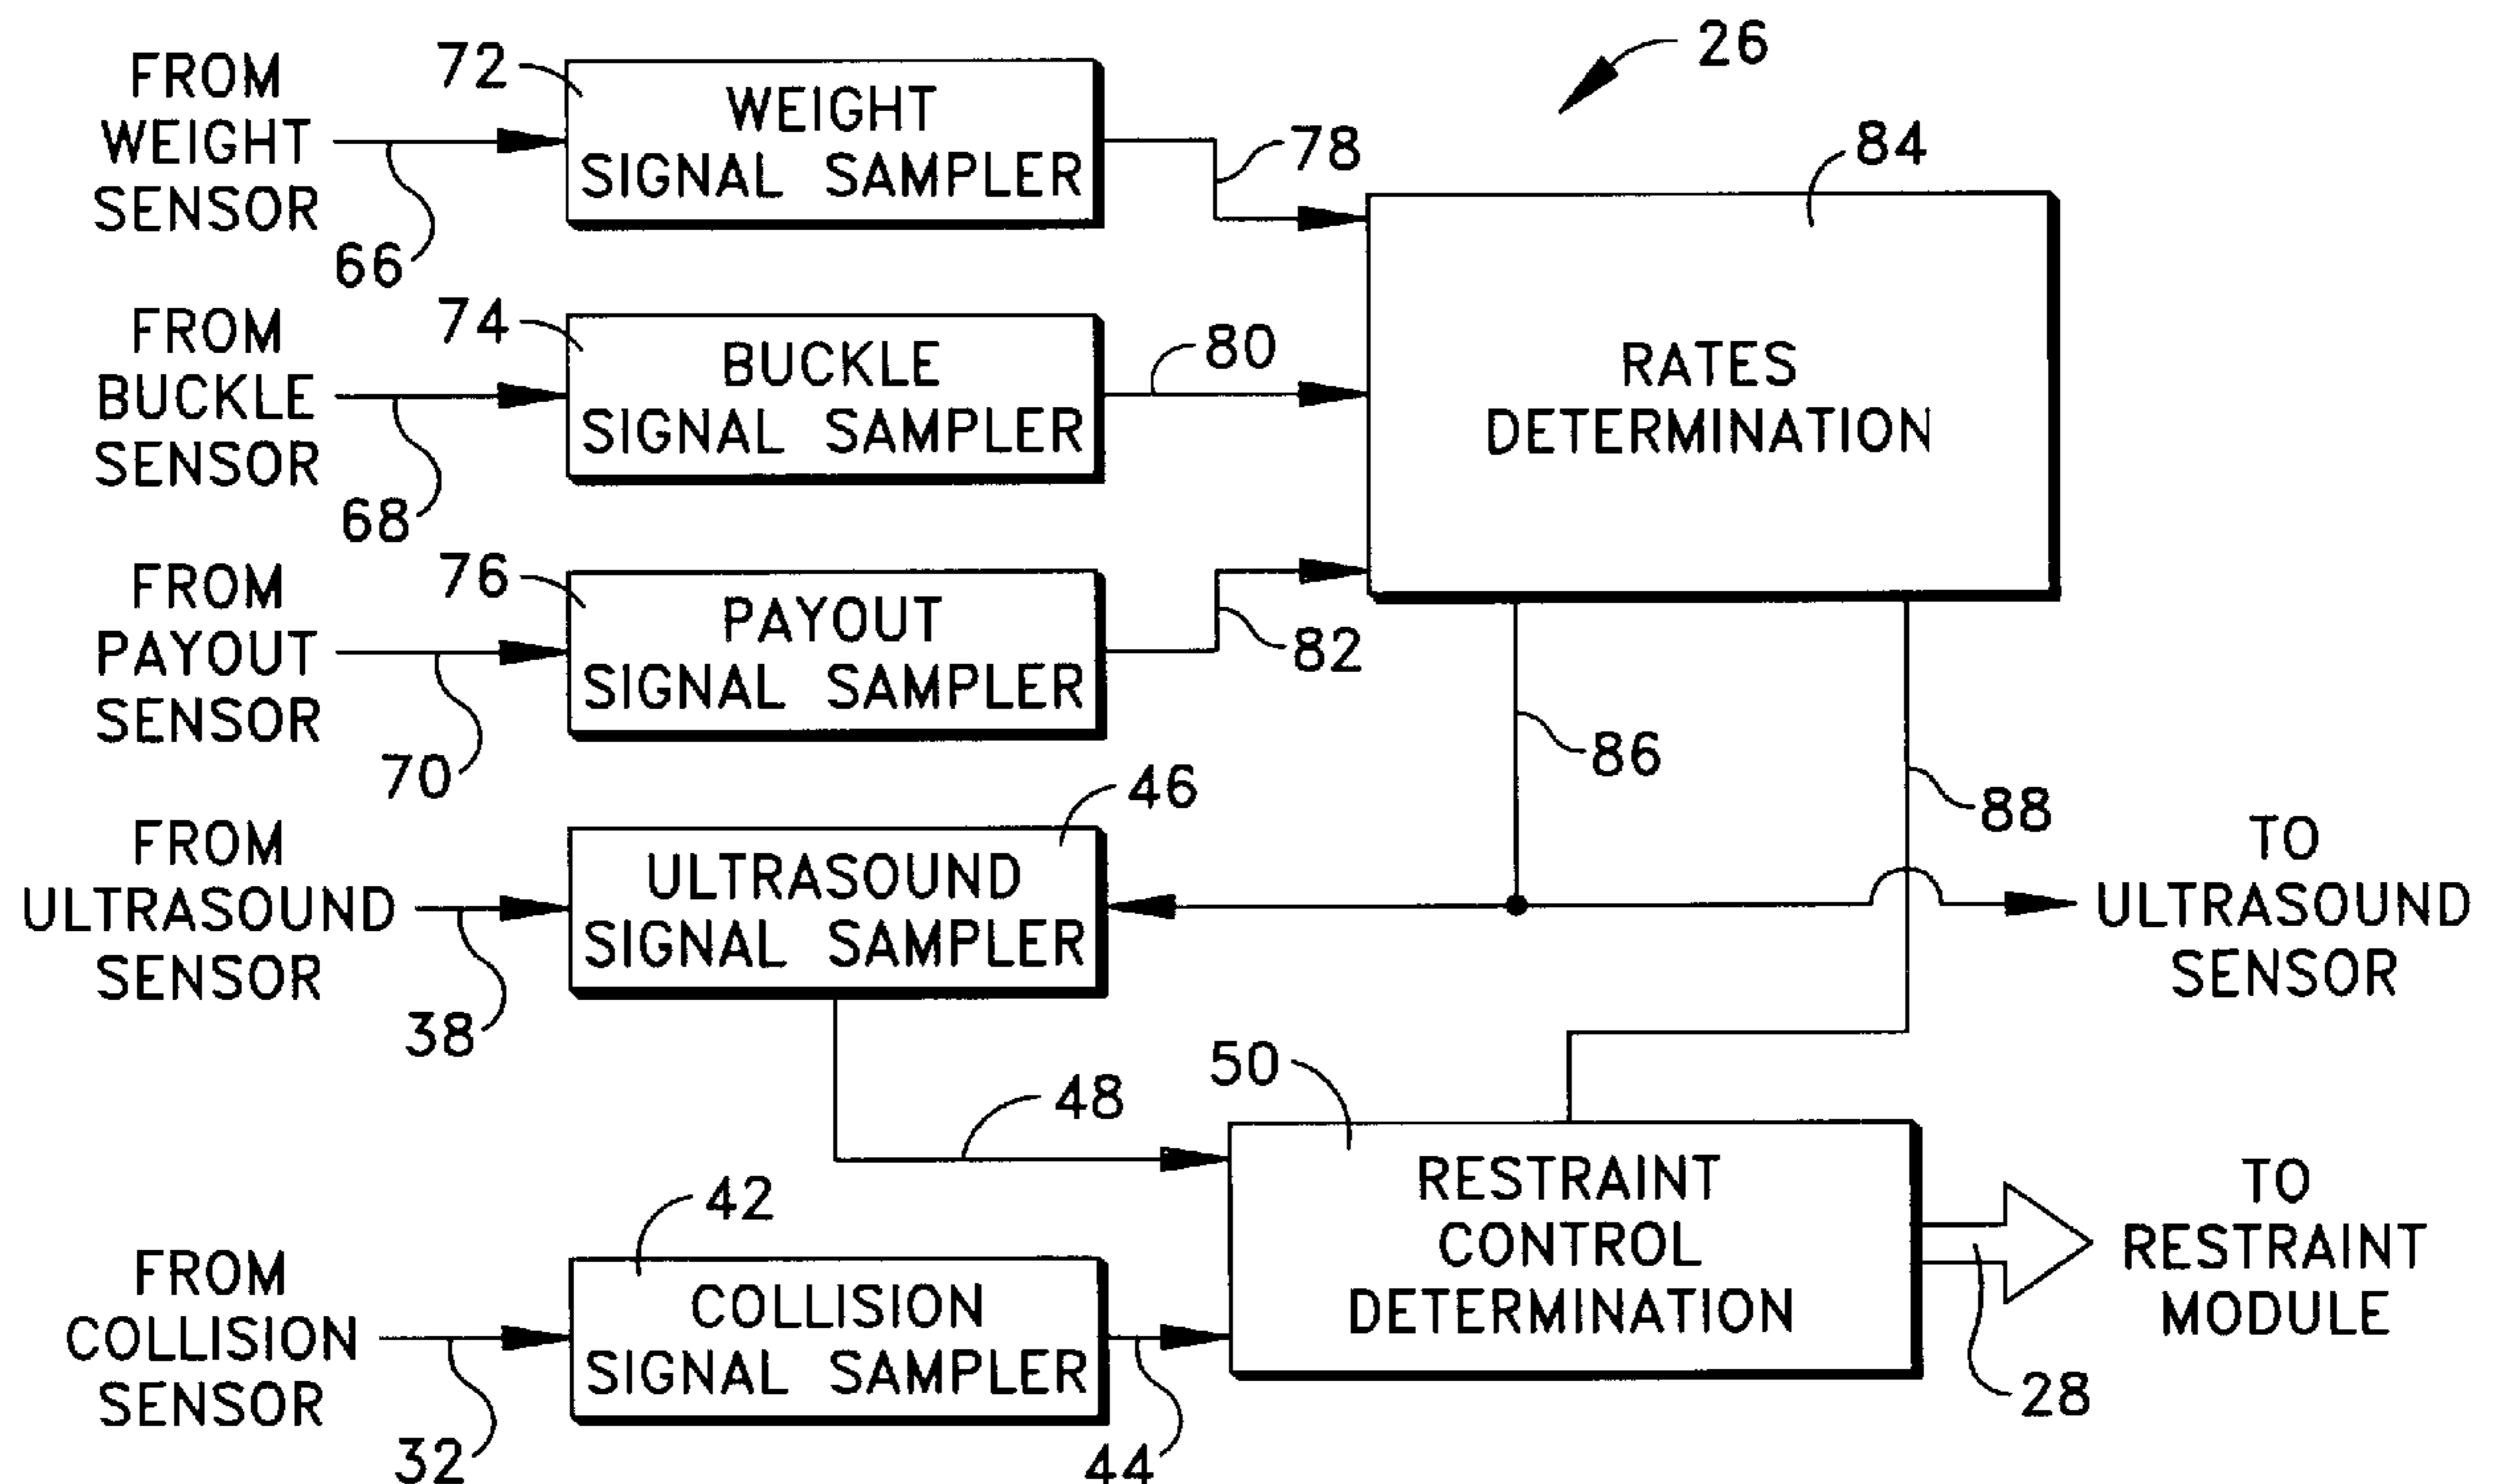 26
FROM
WEIGHT
SENSOR
66
72
WEIGHT
SIGNAL SAMPLER
78
84
RATES
DETERMINATION
FROM
BUCKLE
SENSOR
68
74
BUCKLE
SIGNAL SAMPLER
80
FROM
PAYOUT
SENSOR
70
76
PAYOUT
SIGNAL SAMPLER
82
86
88
FROM
ULTRASOUND
SENSOR
38
46
ULTRASOUND
SIGNAL SAMPLER
TO
ULTRASOUND
SENSOR
48
50
RESTRAINT
CONTROL
DETERMINATION
TO
RESTRAINT
MODULE
28
FROM
COLLISION
SENSOR
32
42
COLLISION
SIGNAL SAMPLER
44